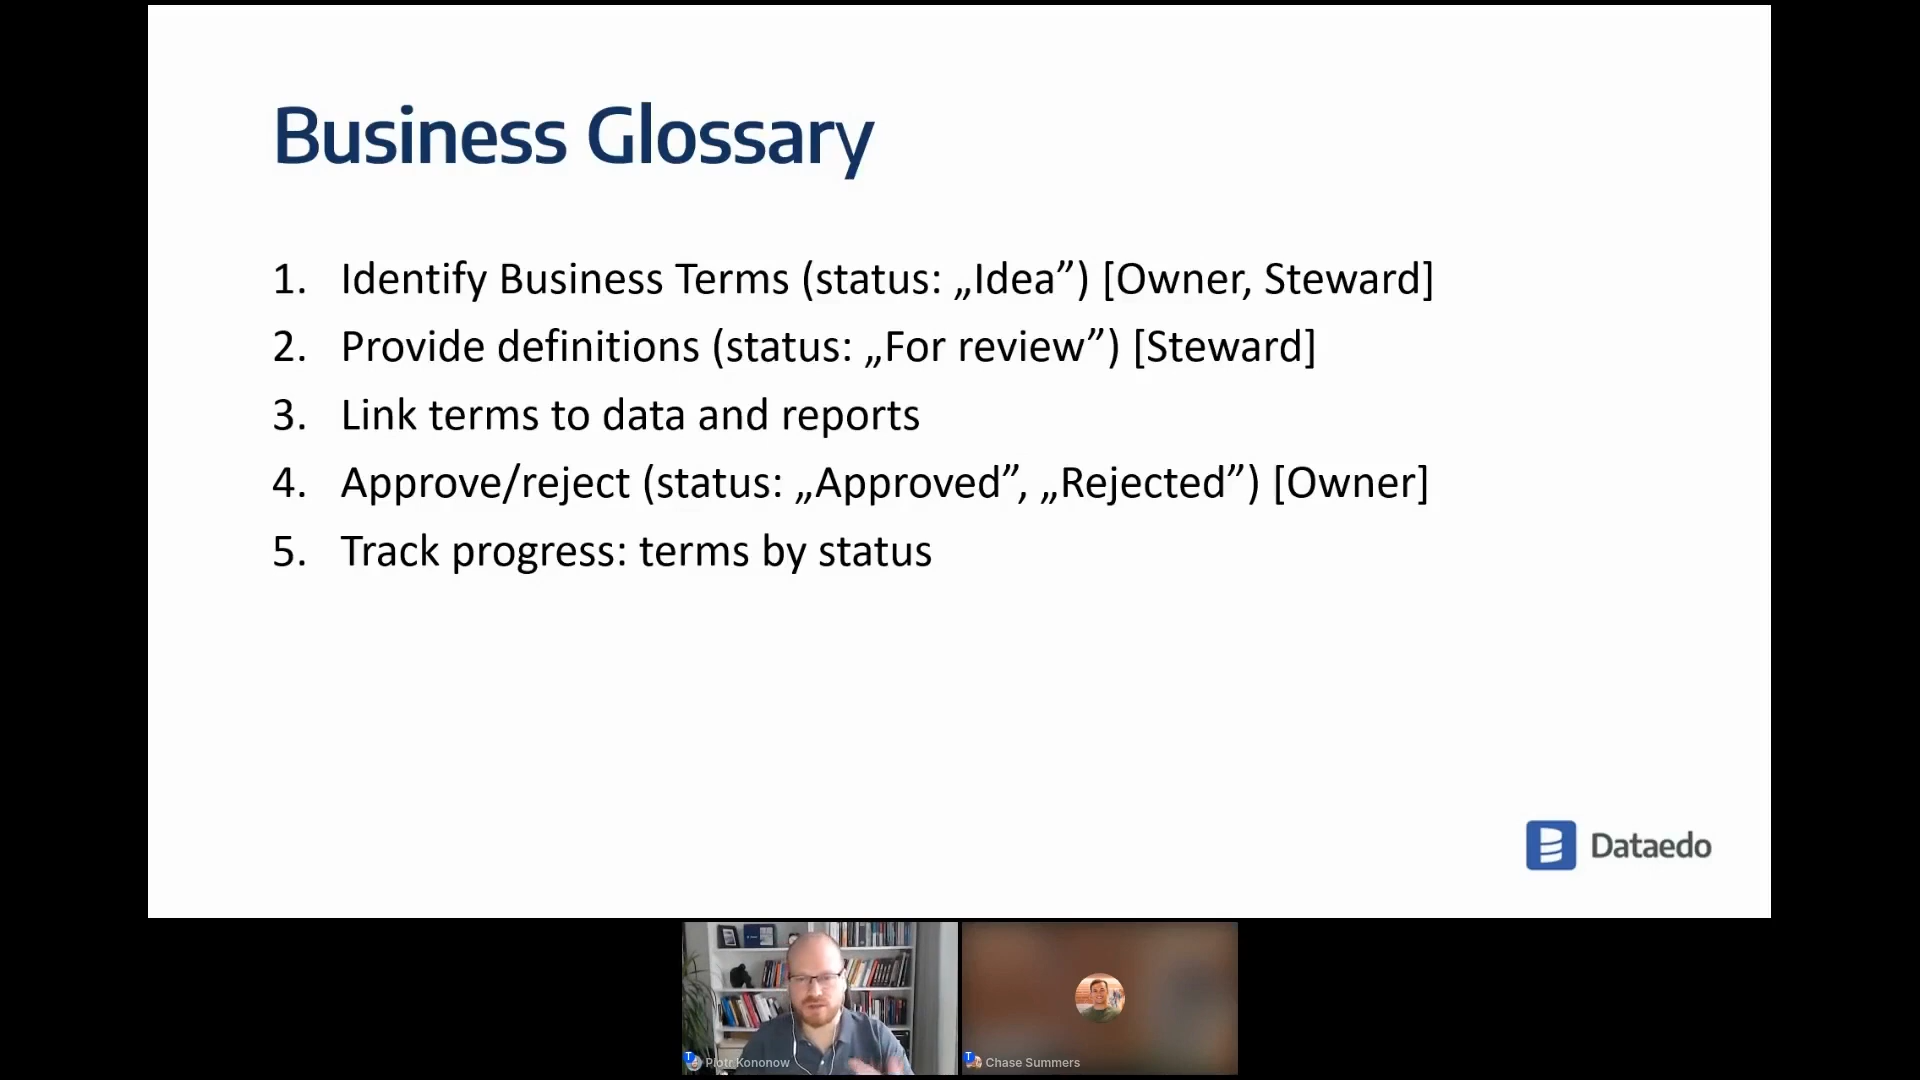 Business Glossary
1. Identify Business Terms (status: „Idea”) [Owner, Steward]
2. Provide definitions (status: „For review”) [Steward]
3. Link terms to data and reports
4. Approve/reject (status: „Approved”, „Rejected”) [Owner]
5. Track progress: terms by status
Dataedo
T Piotr Kononow
T Chase Summers